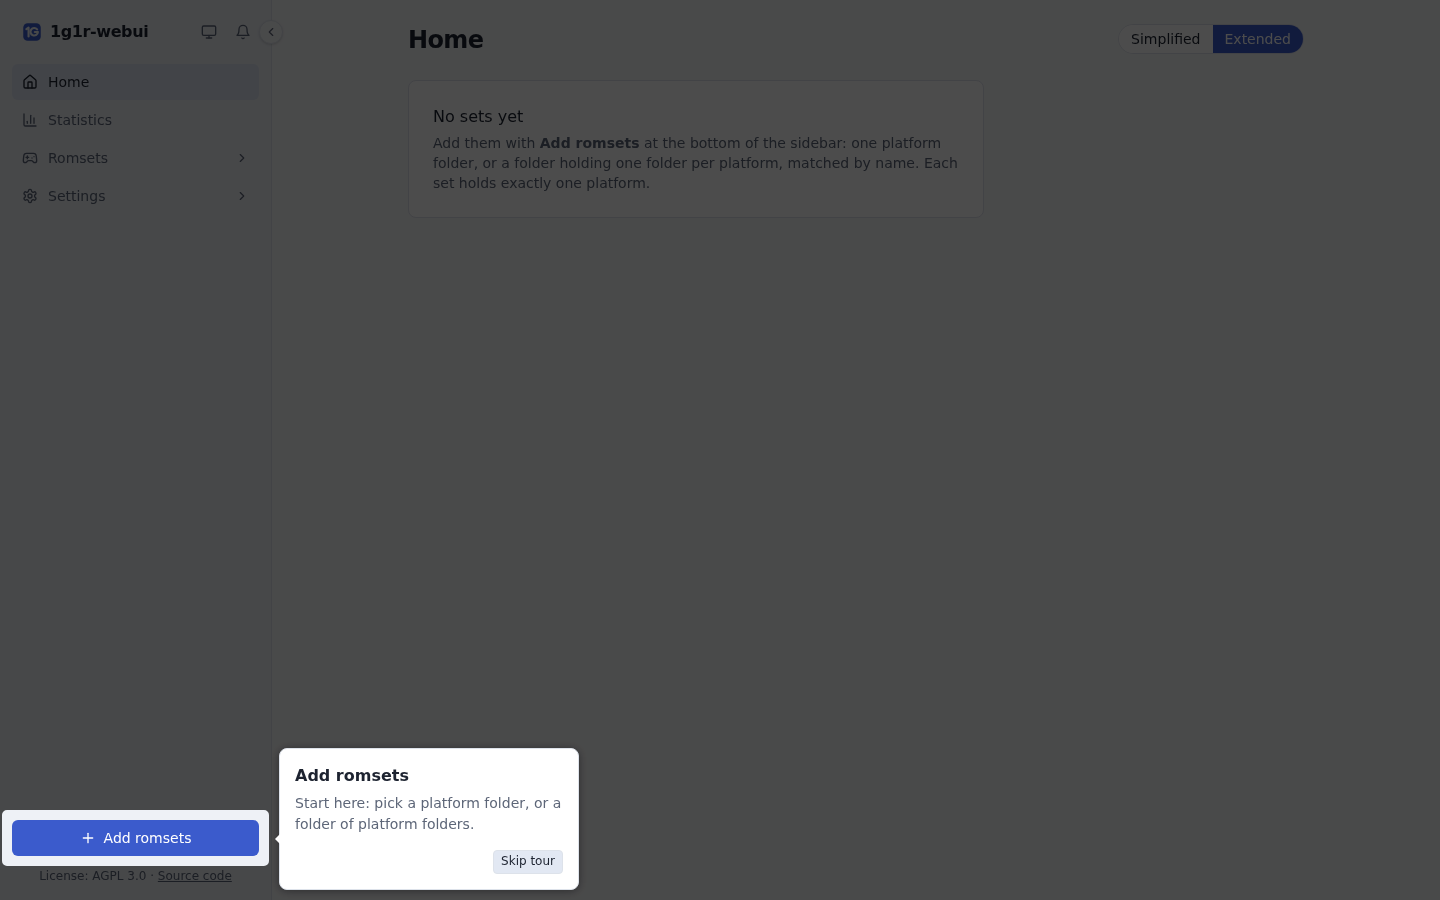 1G 1g1r-webui
Home
Statistics
Romsets
Settings
Home
Simplified
Extended
No sets yet
Add them with Add romsets at the bottom of the sidebar: one platform
folder, or a folder holding one folder per platform, matched by name. Each
set holds exactly one platform.
Add romsets
Start here: pick a platform folder, or a
folder of platform folders.
Skip tour
Add romsets
License: AGPL 3.0 · Source code